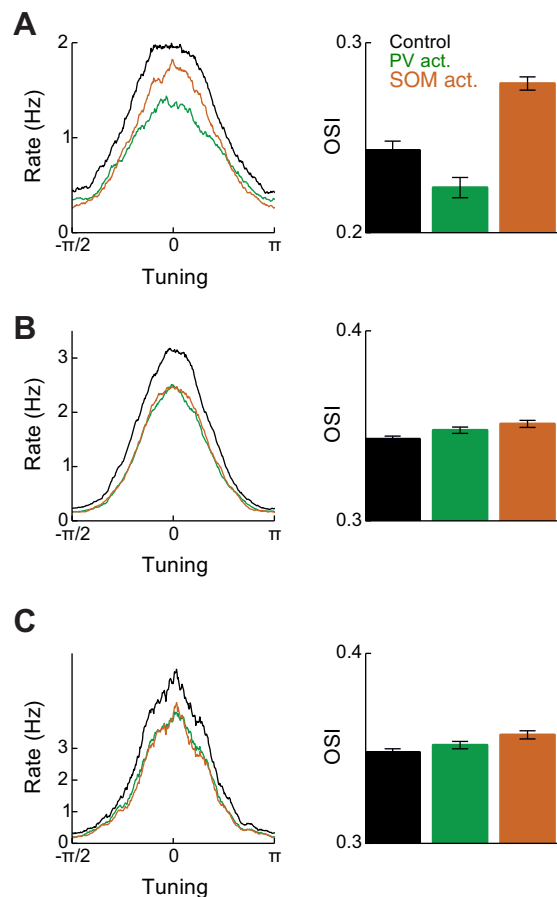 A
Rate (Hz)
2
1
0
-π/2
0
π
Tuning
OSI
0.3
0.2
Control
PV act.
SOM act.
B
Rate (Hz)
3
2
1
0
-π/2
0
π
Tuning
OSI
0.4
0.3
C
Rate (Hz)
3
2
1
1
0
-π/2
0
π
Tuning
OSI
0.4
0.3